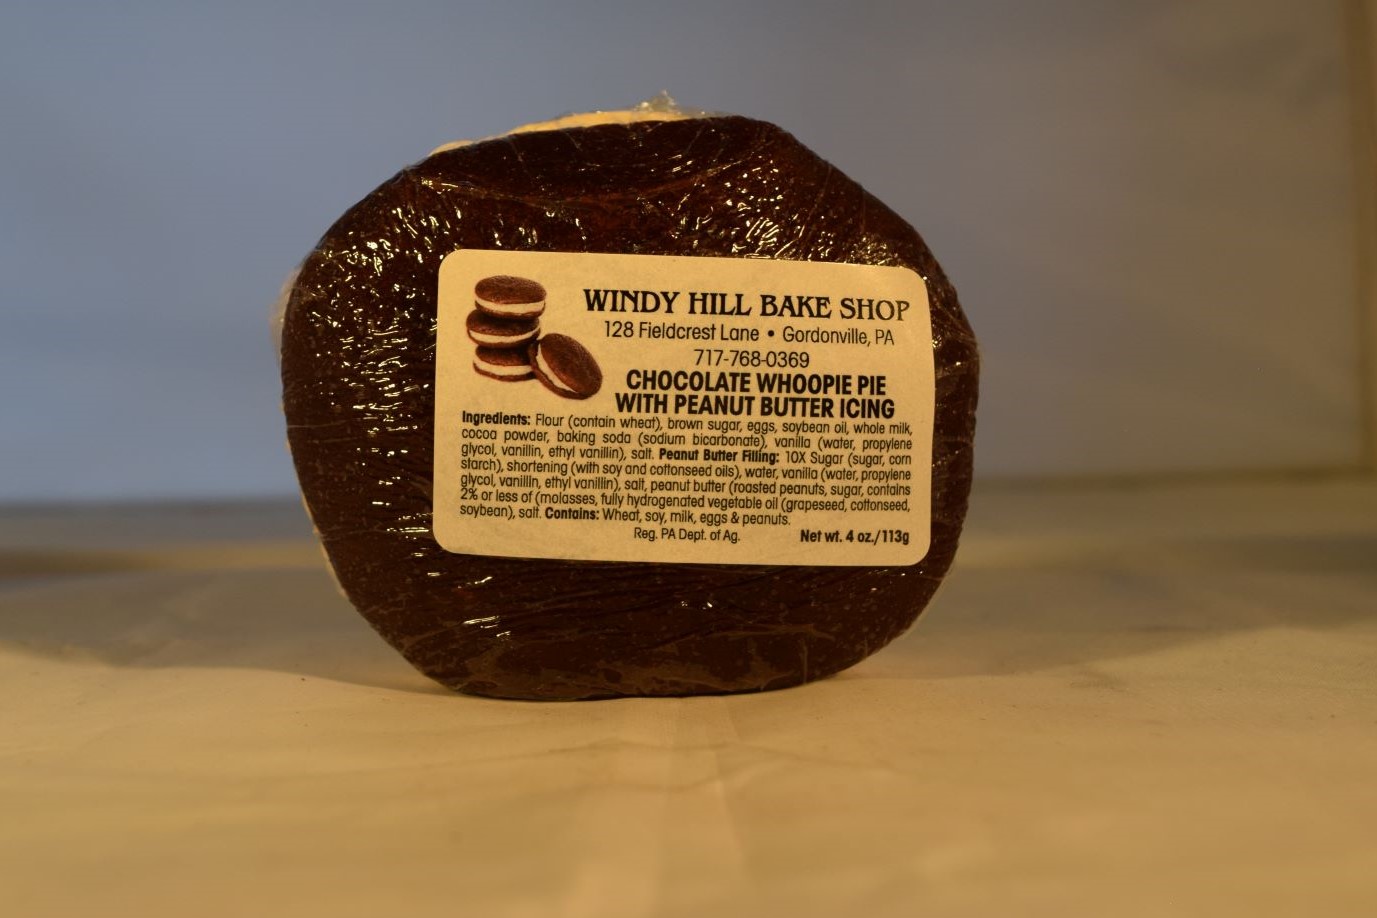 WINDY HILL BAKE SHOP
128 Fieldcrest Lane • Gordonville, PA
717-768-0369
CHOCOLATE WHOOPIE PIE
WITH PEANUT BUTTER ICING
Ingredients: Flour (contain wheat), brown sugar, eggs, soybean oil, whole milk,
cocoa powder, baking soda (sodium bicarbonate), vanilla (water, propylene
glycol, vanillin, ethyl vanillin), salt. Peanut Butter Filling: 10X Sugar (sugar, corn
starch), shortening (with soy and cottonseed oils), water, vanilla (water, propylene
glycol, vanillin, ethyl vanillin), salt, peanut butter (roasted peanuts, sugar, contains
2% or less of (molasses, fully hydrogenated vegetable oil (grapeseed, cottonseed,
soybean), salt. Contains: Wheat, soy, milk, eggs & peanuts.
Reg. PA Dept. of Ag. Net wt. 4 oz./113g